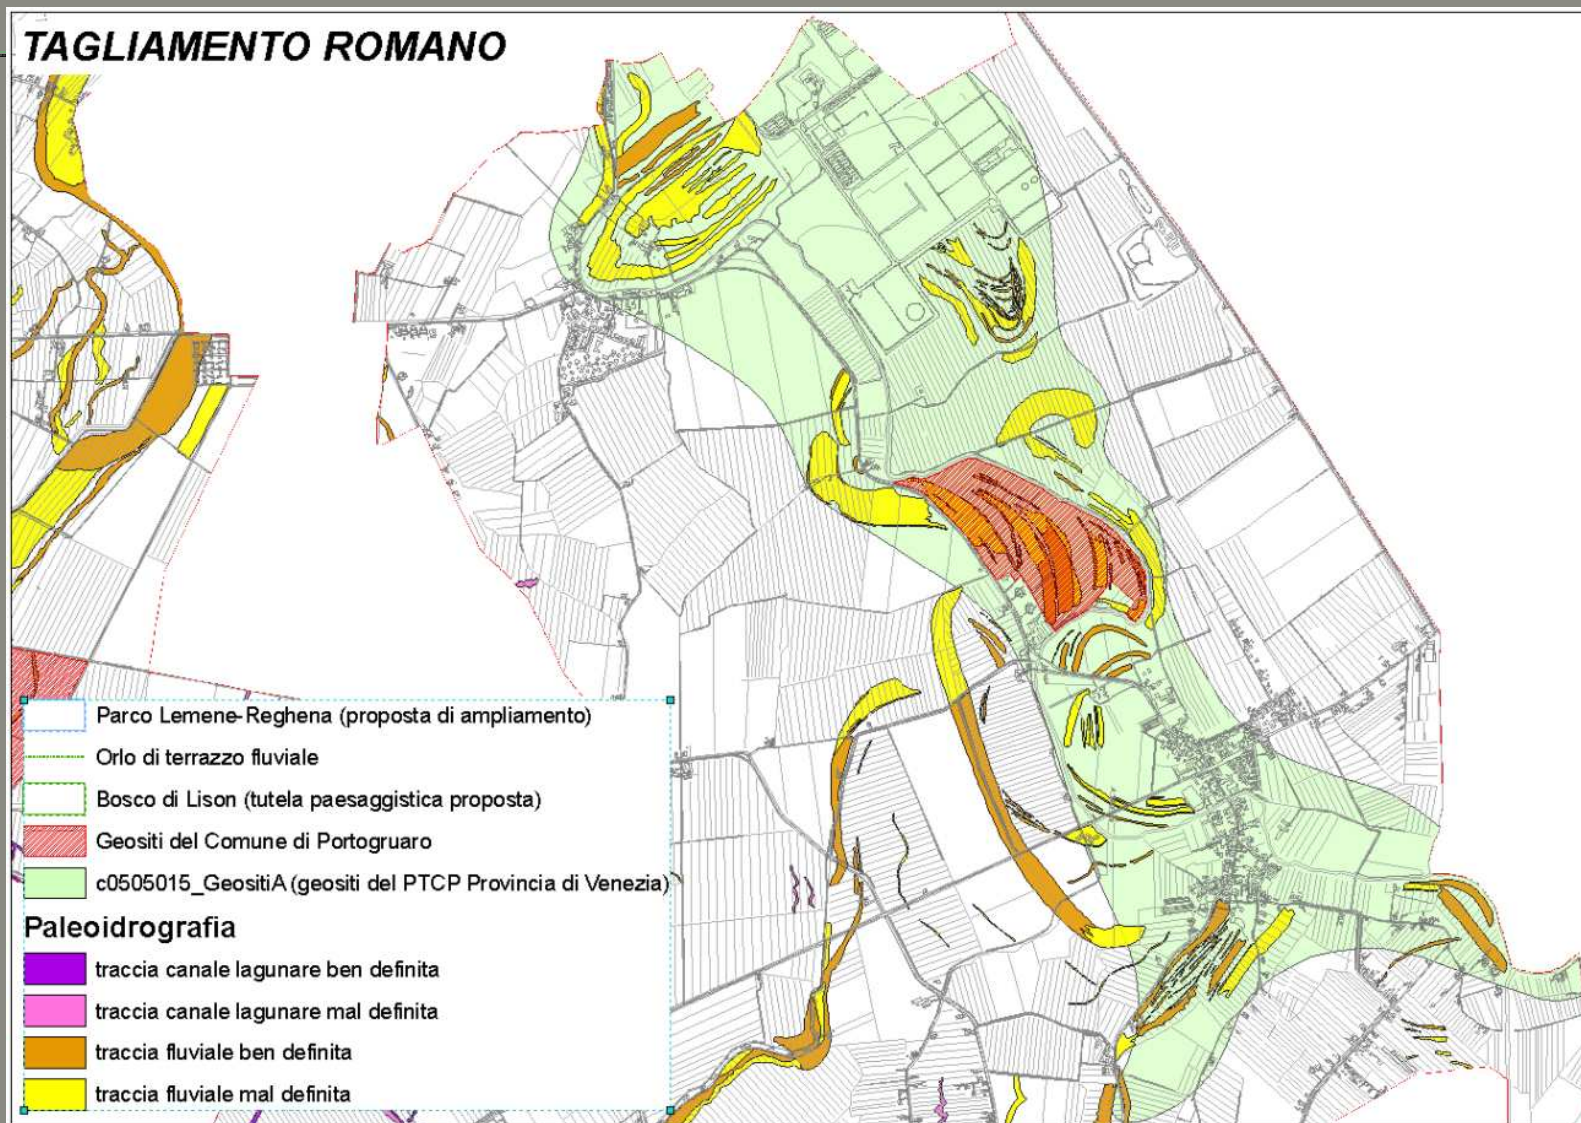 TAGLIAMENTO ROMANO
Parco Lemene-Reghena (proposta di ampliamento)
Orlo di terrazzo fluviale
Bosco di Lison (tutela paesaggistica proposta)
Geositi del Comune di Portogruaro
c0505015_GeositiA (geositi del PTCP Provincia di Venezia)
Paleoidrografia
traccia canale lagunare ben definita
traccia canale lagunare mal definita
traccia fluviale ben definita
traccia fluviale mal definita